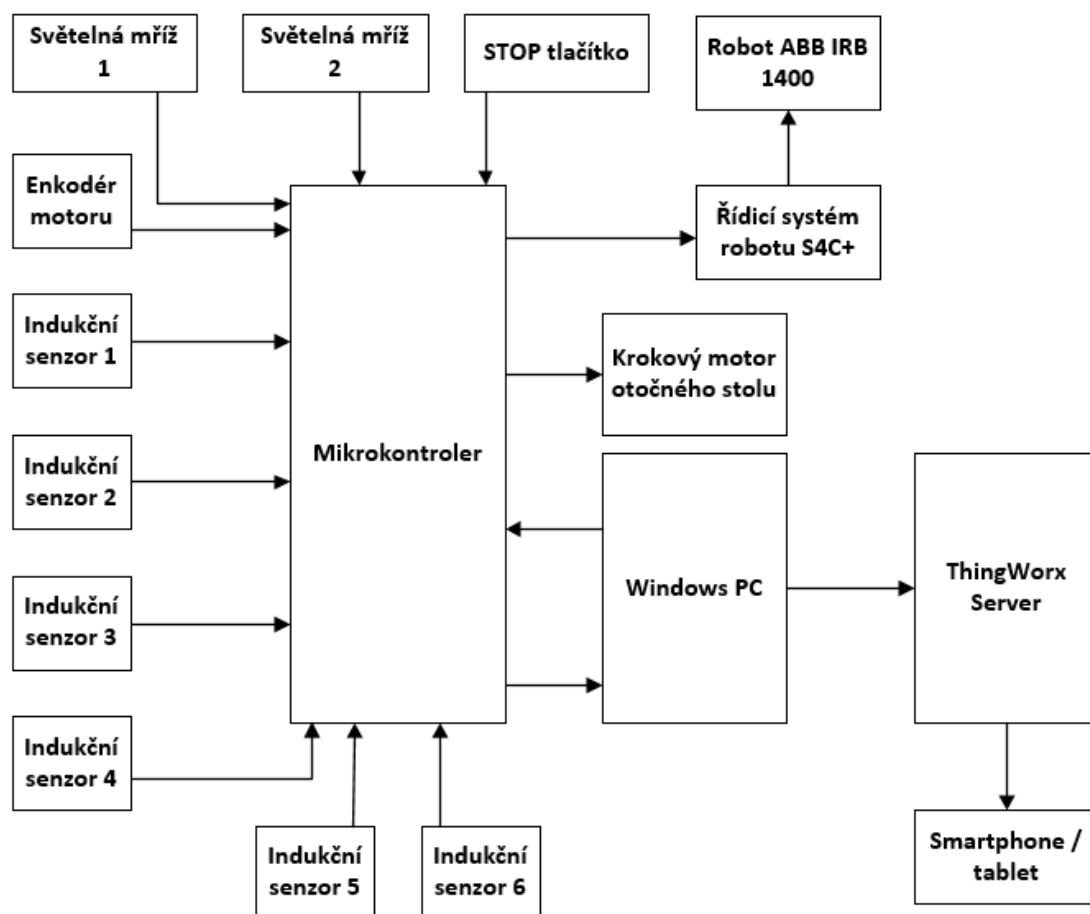 Světelná mříž
1
Světelná mříž
2
STOP tlačítko
Robot ABB IRB
1400
Enkodér
motoru
Řídicí systém
robotu S4C+
Indukční
senzor 1
Krokový motor
otočného stolu
Mikrokontroler
Indukční
senzor 2
Windows PC
ThingWorx
Server
Indukční
senzor 3
Indukční
senzor 4
Indukční
senzor 5
Indukční
senzor 6
Smartphone /
tablet